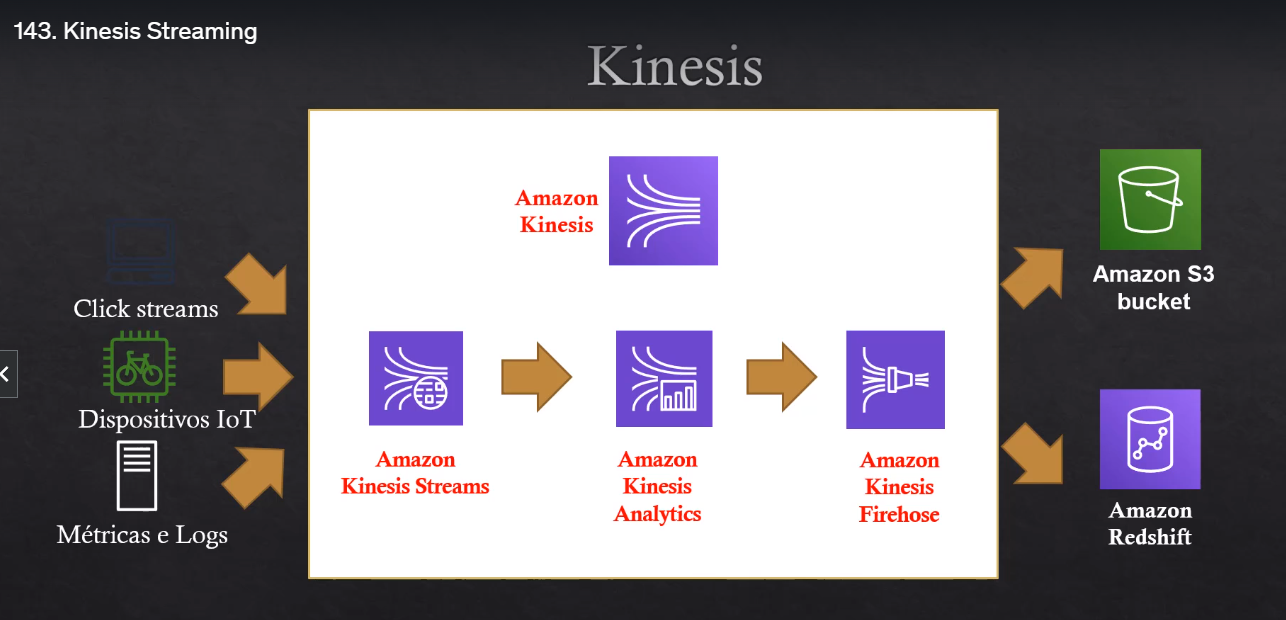 143. Kinesis Streaming
Kinesis
Amazon
Kinesis
Click streams
Dispositivos IoT
Métricas e Logs
Amazon
Kinesis Streams
Amazon
Kinesis
Analytics
Amazon
Kinesis
Firehose
Amazon S3
bucket
Amazon
Redshift